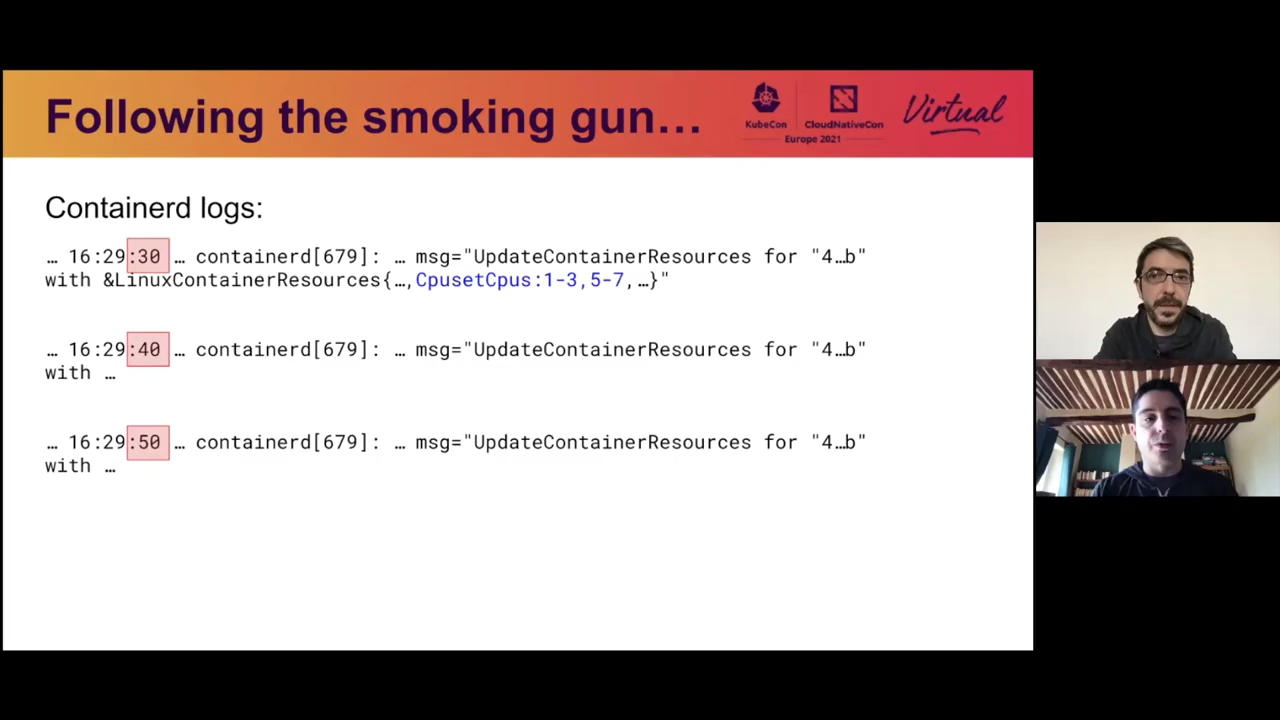 Following the smoking gun…
KubeCon
CloudNativeCon
Europe 2021
Virtual
Containerd logs:
… 16:29:30 … containerd[679]: … msg="UpdateContainerResources for "4…b"
with &LinuxContainerResources{…,CpusetCpus:1-3,5-7,…}"
… 16:29:40 … containerd[679]: … msg="UpdateContainerResources for "4…b"
with …
… 16:29:50 … containerd[679]: … msg="UpdateContainerResources for "4…b"
with …